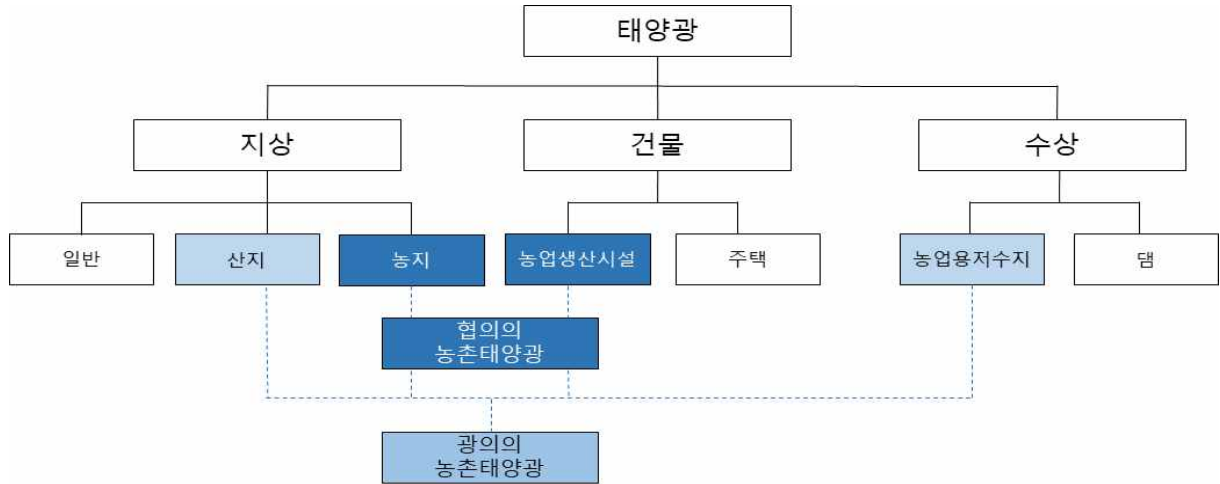 태양광
지상
건물
수상
일반
산지
농지
농업생산시설
주택
농업용저수지
댐
협의의
농촌태양광
광의의
농촌태양광